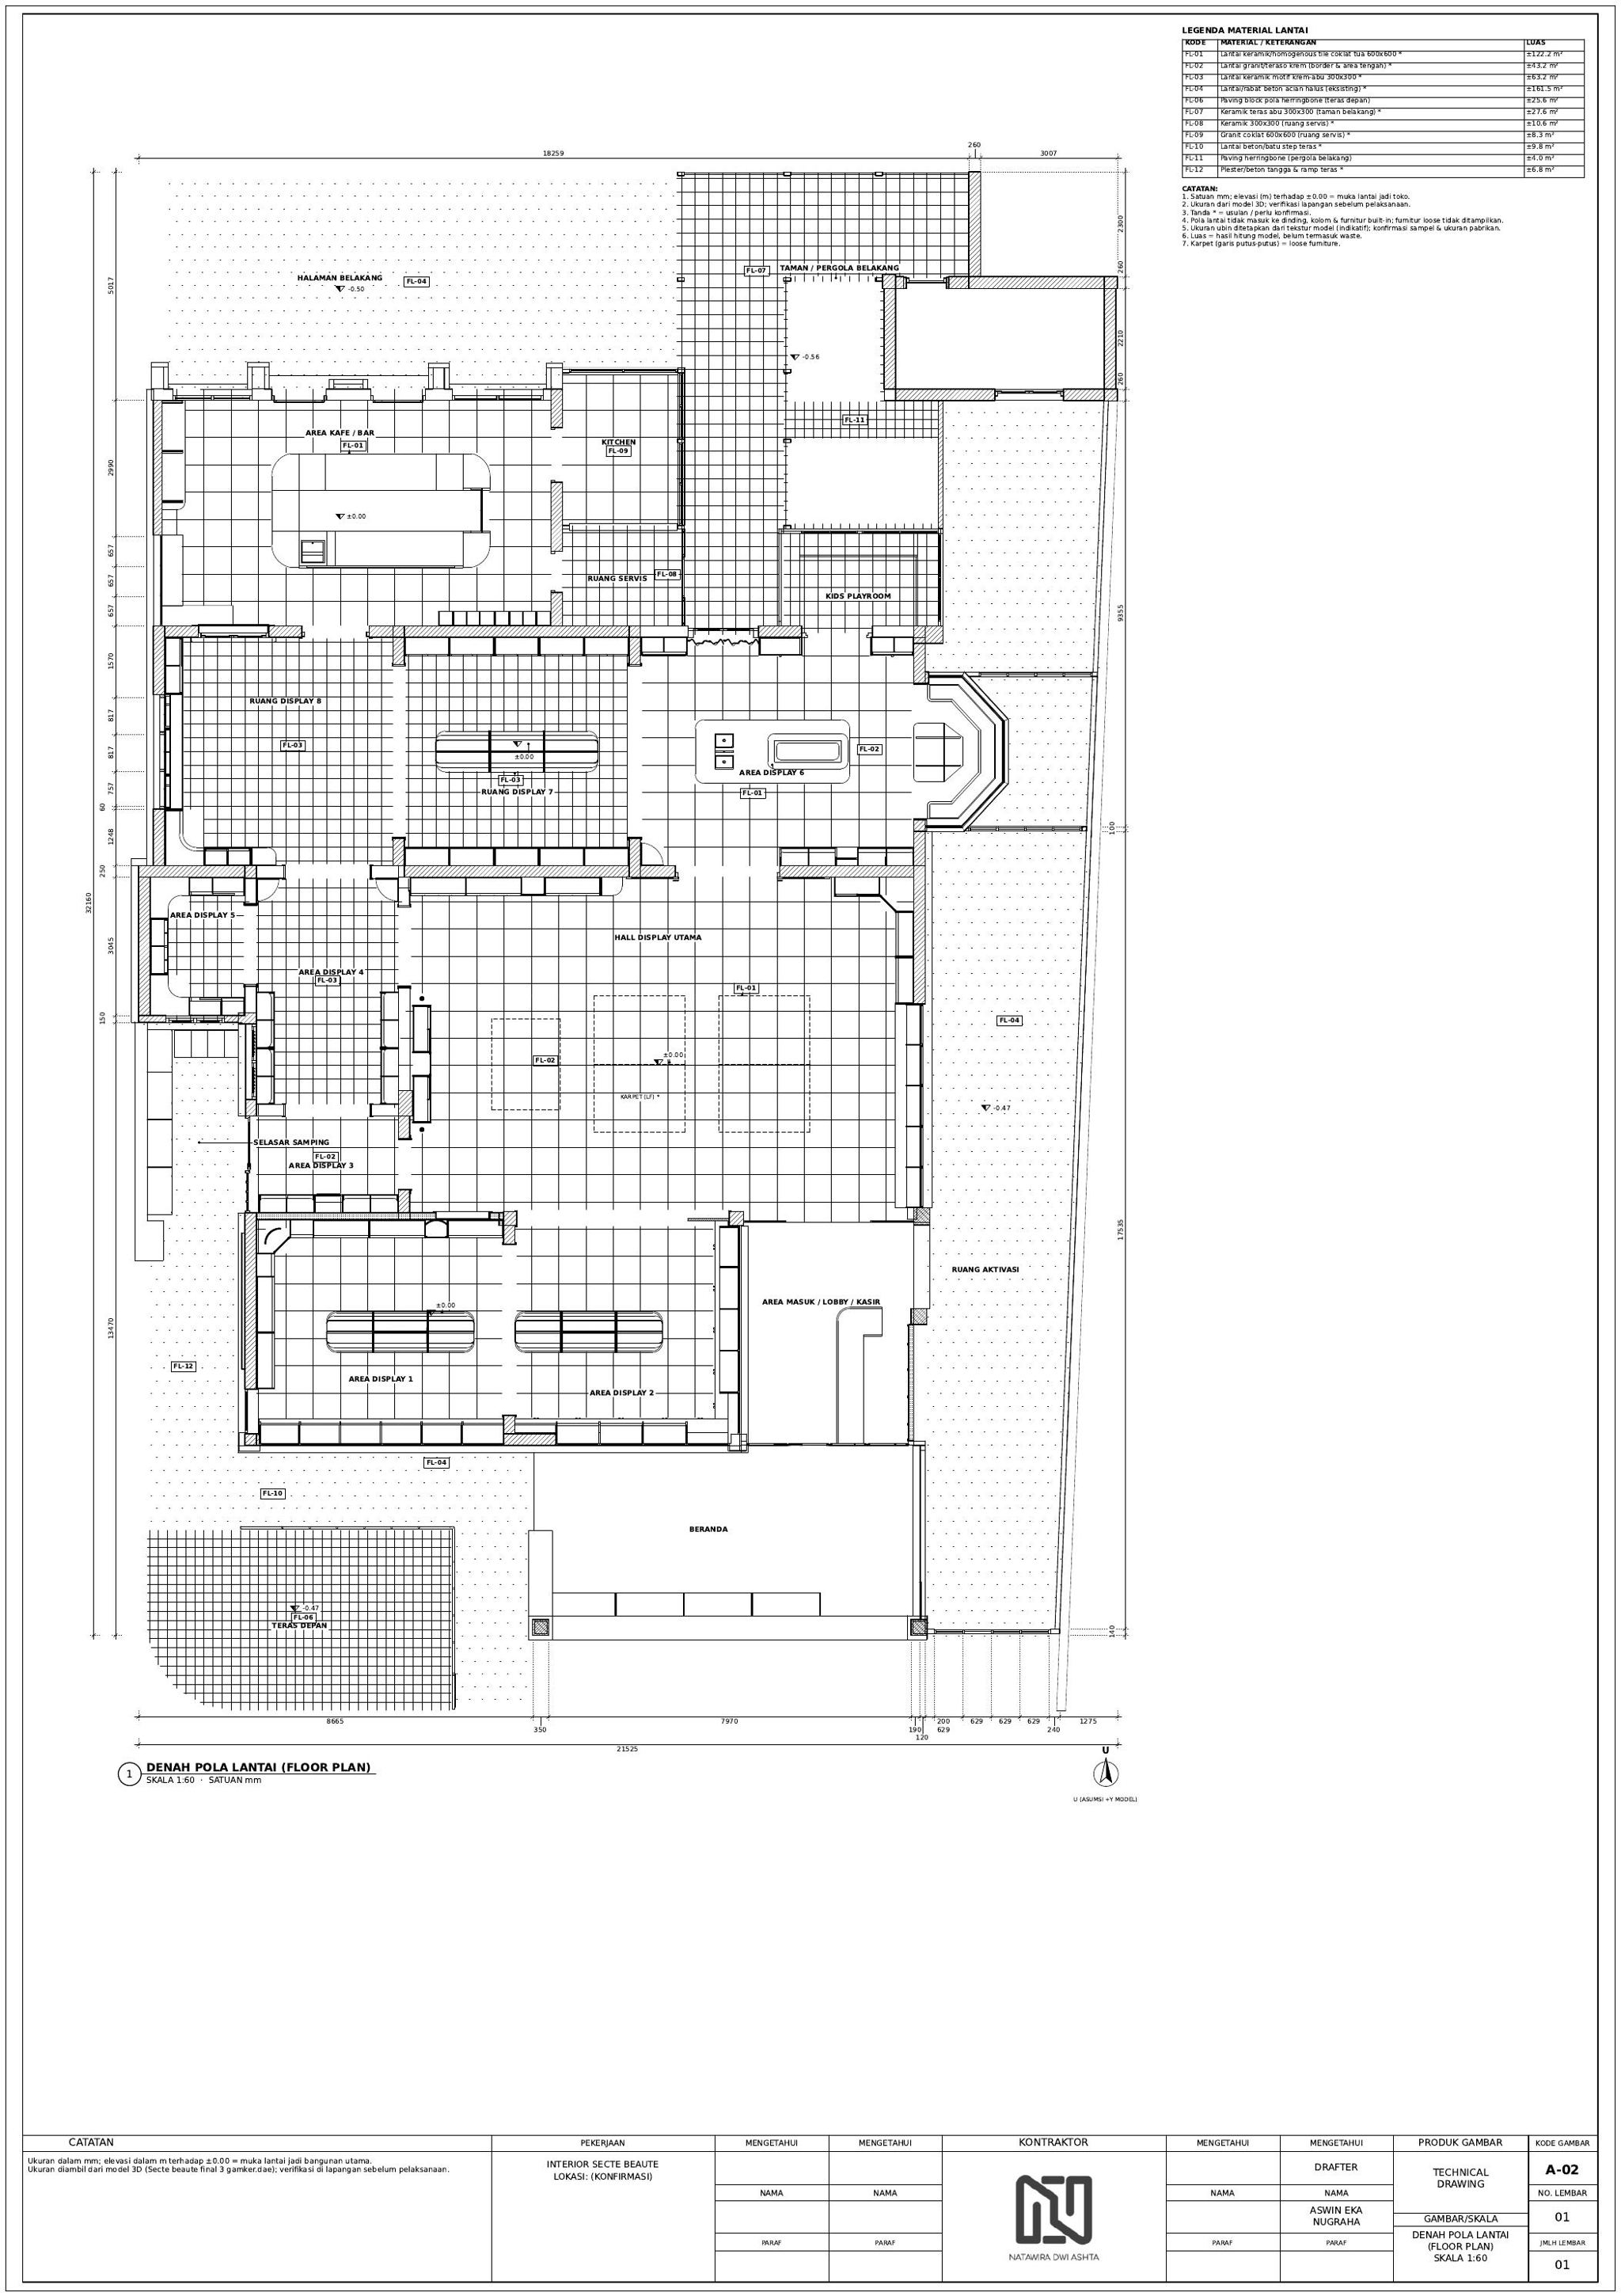 LEGENDA MATERIAL LANTAI
KODE MATERIAL / KETERANGAN LUAS
FL-01 Lantai keramik/homogenous tile coklat tua 600x600 * ±122.2 m²
FL-02 Lantai granit/teraso krem (border & area tengah) * ±43.2 m²
FL-03 Lantai keramik motif krem-abu 300x300 * ±63.2 m²
FL-04 Lantai/rabat beton acian halus (eksisting) * ±161.5 m²
FL-06 Paving block pola herringbone (teras depan) ±25.6 m²
FL-07 Keramik teras abu 300x300 (taman belakang) * ±27.6 m²
FL-08 Keramik 300x300 (ruang servis) * ±10.6 m²
FL-09 Granit coklat 600x600 (ruang servis) * ±8.3 m²
FL-10 Lantai beton/batu step teras * ±9.8 m²
FL-11 Paving herringbone (pergola belakang) ±4.0 m²
FL-12 Plester/beton tangga & ramp teras * ±6.8 m²
CATATAN:
1. Satuan mm; elevasi (m) terhadap ±0.00 = muka lantai jadi toko.
2. Ukuran dari model 3D; verifikasi lapangan sebelum pelaksanaan.
3. Tanda * = usulan / perlu konfirmasi.
4. Pola lantai tidak masuk ke dinding, kolom & furnitur built-in; furnitur loose tidak ditampilkan.
5. Ukuran ubin ditetapkan dari tekstur model (indikatif); konfirmasi sampel & ukuran pabrikan.
6. Luas = hasil hitung model, belum termasuk waste.
7. Karpet (garis putus-putus) = loose furniture.
18259
260
3007
5017
2990
657
657
657
1570
817
817
757
60
1248
250
3045
150
13470
32160
2300
260
2210
260
9355
100
17535
140
HALAMAN BELAKANG
FL-04
-0.50
FL-07
TAMAN / PERGOLA BELAKANG
-0.56
FL-11
AREA KAFE / BAR
FL-01
±0.00
KITCHEN
FL-09
RUANG SERVIS
FL-08
KIDS PLAYROOM
RUANG DISPLAY 8
FL-03
±0.00
FL-03
RUANG DISPLAY 7
FL-02
AREA DISPLAY 6
FL-01
AREA DISPLAY 5
HALL DISPLAY UTAMA
AREA DISPLAY 4
FL-03
FL-01
FL-04
FL-02
±0.00
KARPET (LF) *
-0.47
SELASAR SAMPING
FL-02
AREA DISPLAY 3
RUANG AKTIVASI
AREA MASUK / LOBBY / KASIR
±0.00
FL-12
AREA DISPLAY 1
AREA DISPLAY 2
FL-04
FL-10
BERANDA
-0.47
FL-06
TERAS DEPAN
8665
350
7970
190
120
200
629
629
629
629
240
1275
21525
1
DENAH POLA LANTAI (FLOOR PLAN)
SKALA 1:60 · SATUAN mm
U
U (ASUMSI +Y MODEL)
CATATAN
Ukuran dalam mm; elevasi dalam m terhadap ±0.00 = muka lantai jadi bangunan utama.
Ukuran diambil dari model 3D (Secte beaute final 3 gamker.dae); verifikasi di lapangan sebelum pelaksanaan.
PEKERJAAN
INTERIOR SECTE BEAUTE
LOKASI: (KONFIRMASI)
MENGETAHUI
NAMA
PARAF
MENGETAHUI
NAMA
PARAF
KONTRAKTOR
NATAWIRA DWI ASHTA
MENGETAHUI
NAMA
PARAF
MENGETAHUI
DRAFTER
NAMA
ASWIN EKA
NUGRAHA
PARAF
PRODUK GAMBAR
TECHNICAL
DRAWING
GAMBAR/SKALA
DENAH POLA LANTAI
(FLOOR PLAN)
SKALA 1:60
KODE GAMBAR
A-02
NO. LEMBAR
01
JMLH LEMBAR
01